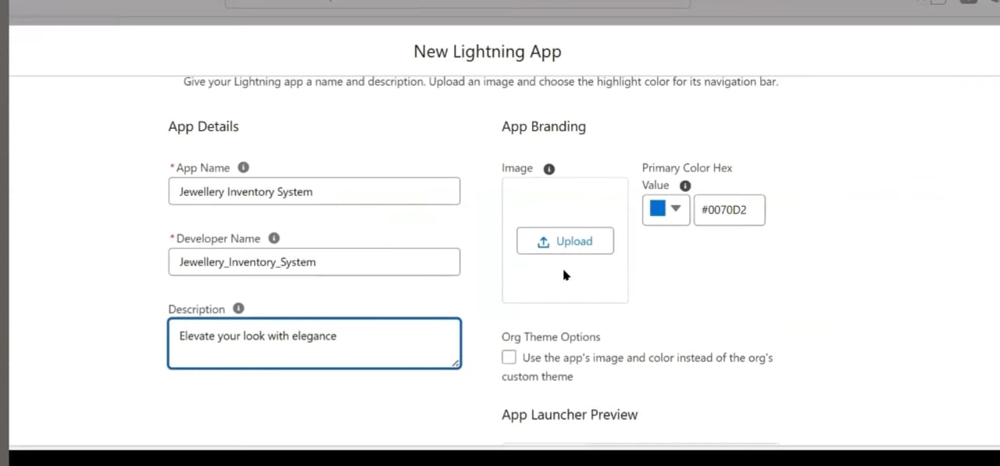 New Lightning App
Give your Lightning app a name and description. Upload an image and choose the highlight color for its navigation bar.
App Details
*App Name
Jewellery Inventory System
*Developer Name
Jewellery_Inventory_System
Description
Elevate your look with elegance
App Branding
Image
Upload
Primary Color Hex
Value
#0070D2
Org Theme Options
Use the app's image and color instead of the org's
custom theme
App Launcher Preview